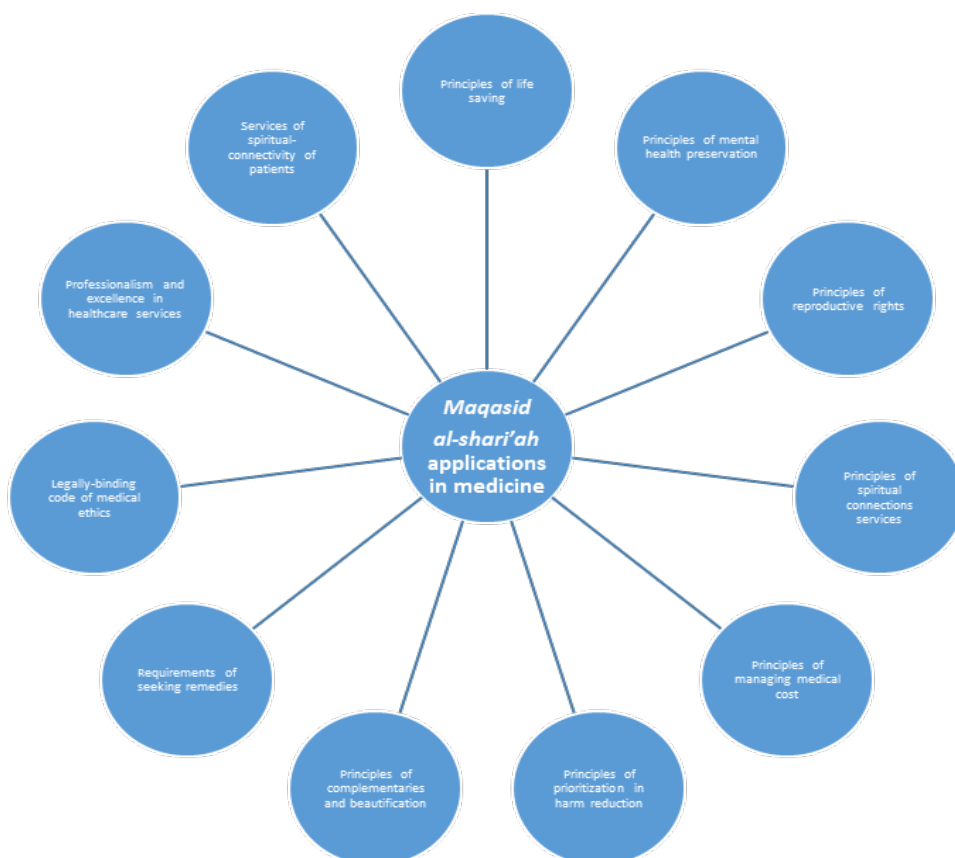 Principles of life
saving
Principles of mental
health preservation
Principles of
reproductive rights
Principles of
spiritual
connections services
Principles of
managing medical
cost
Principles of
prioritization in
harm reduction
Principles of
complementaries
and beautification
Requirements of
seeking remedies
Legally-binding
code of medical
ethics
Professionalism and
excellence in
healthcare services
Services of
spiritual-
connectivity of
patients
Maqasid
al-shari’ah
applications
in medicine